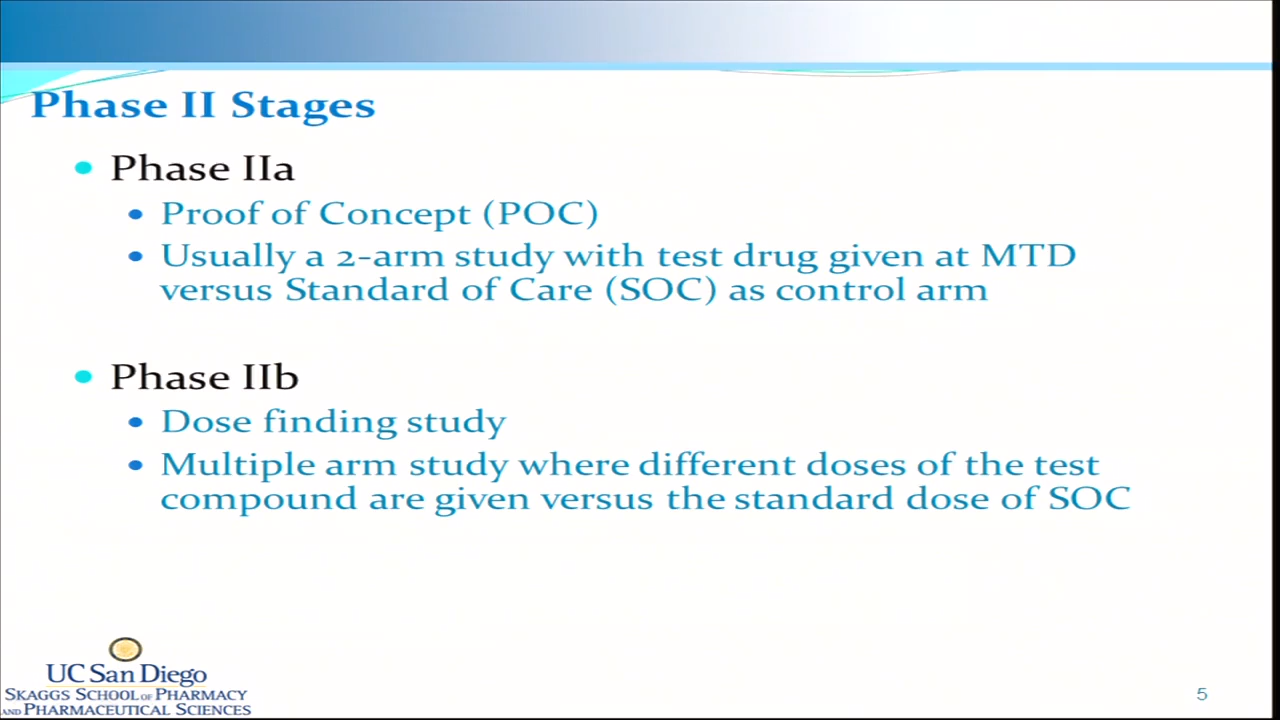 Phase II Stages
Phase IIa
Proof of Concept (POC)
Usually a 2-arm study with test drug given at MTD
versus Standard of Care (SOC) as control arm
Phase IIb
Dose finding study
Multiple arm study where different doses of the test
compound are given versus the standard dose of SOC
UC San Diego
SKAGGS SCHOOL OF PHARMACY
AND PHARMACEUTICAL SCIENCES
5